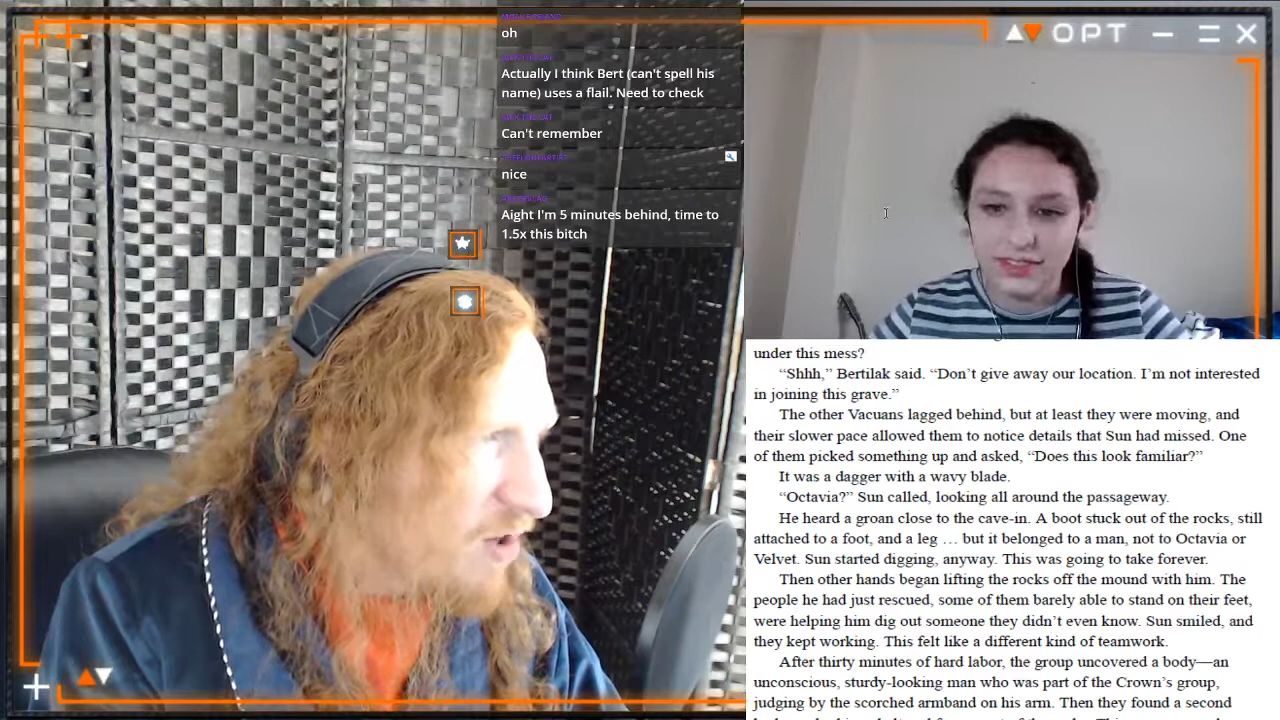 oh
Actually I think Bert (can't spell his
name) uses a flail. Need to check
Can't remember
nice
Aight I'm 5 minutes behind, time to
1.5x this bitch
OPT
under this mess?
“Shhh,” Bertilak said. “Don’t give away our location. I’m not interested
in joining this grave.”
The other Vacuans lagged behind, but at least they were moving, and
their slower pace allowed them to notice details that Sun had missed. One
of them picked something up and asked, “Does this look familiar?”
It was a dagger with a wavy blade.
“Octavia?” Sun called, looking all around the passageway.
He heard a groan close to the cave-in. A boot stuck out of the rocks, still
attached to a foot, and a leg … but it belonged to a man, not to Octavia or
Velvet. Sun started digging, anyway. This was going to take forever.
Then other hands began lifting the rocks off the mound with him. The
people he had just rescued, some of them barely able to stand on their feet,
were helping him dig out someone they didn’t even know. Sun smiled, and
they kept working. This felt like a different kind of teamwork.
After thirty minutes of hard labor, the group uncovered a body—an
unconscious, sturdy-looking man who was part of the Crown’s group,
judging by the scorched armband on his arm. Then they found a second